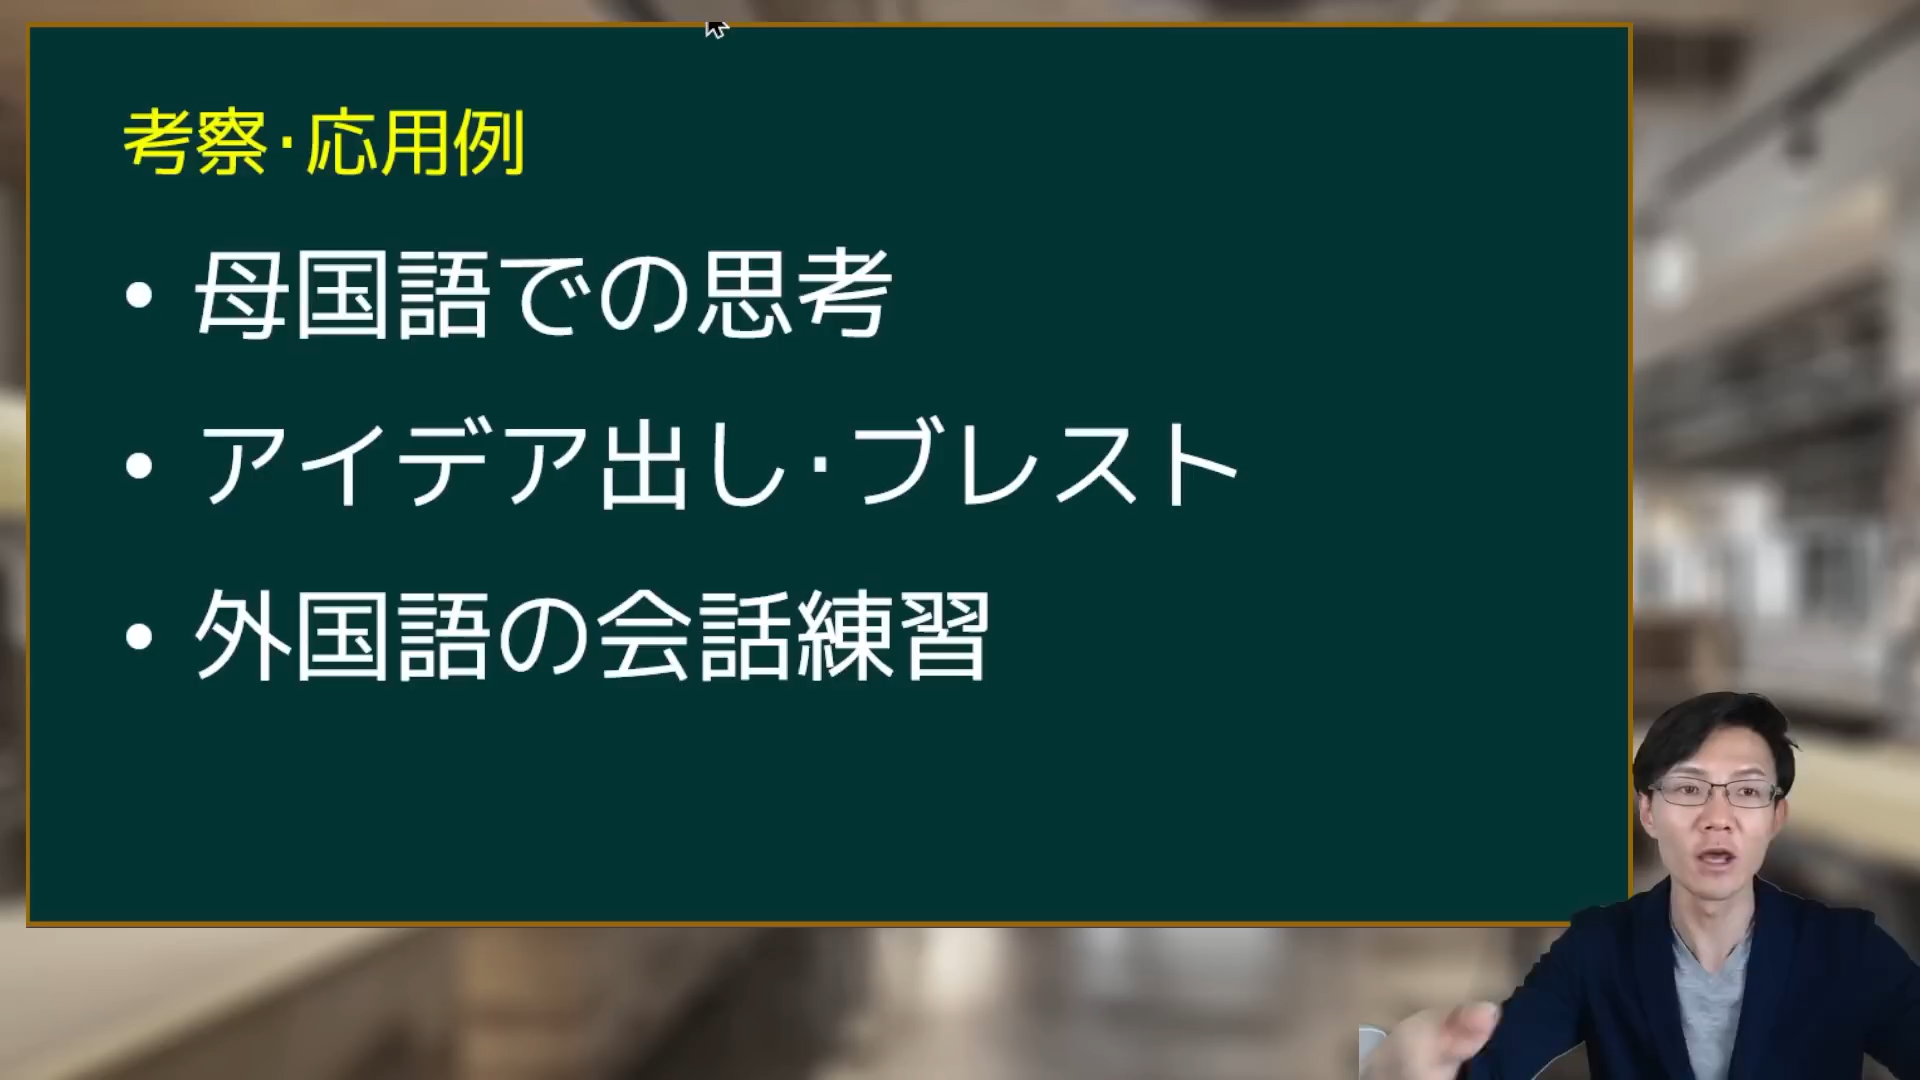 考察・応用例
• 母国語での思考
• アイデア出し・ブレスト
• 外国語の会話練習